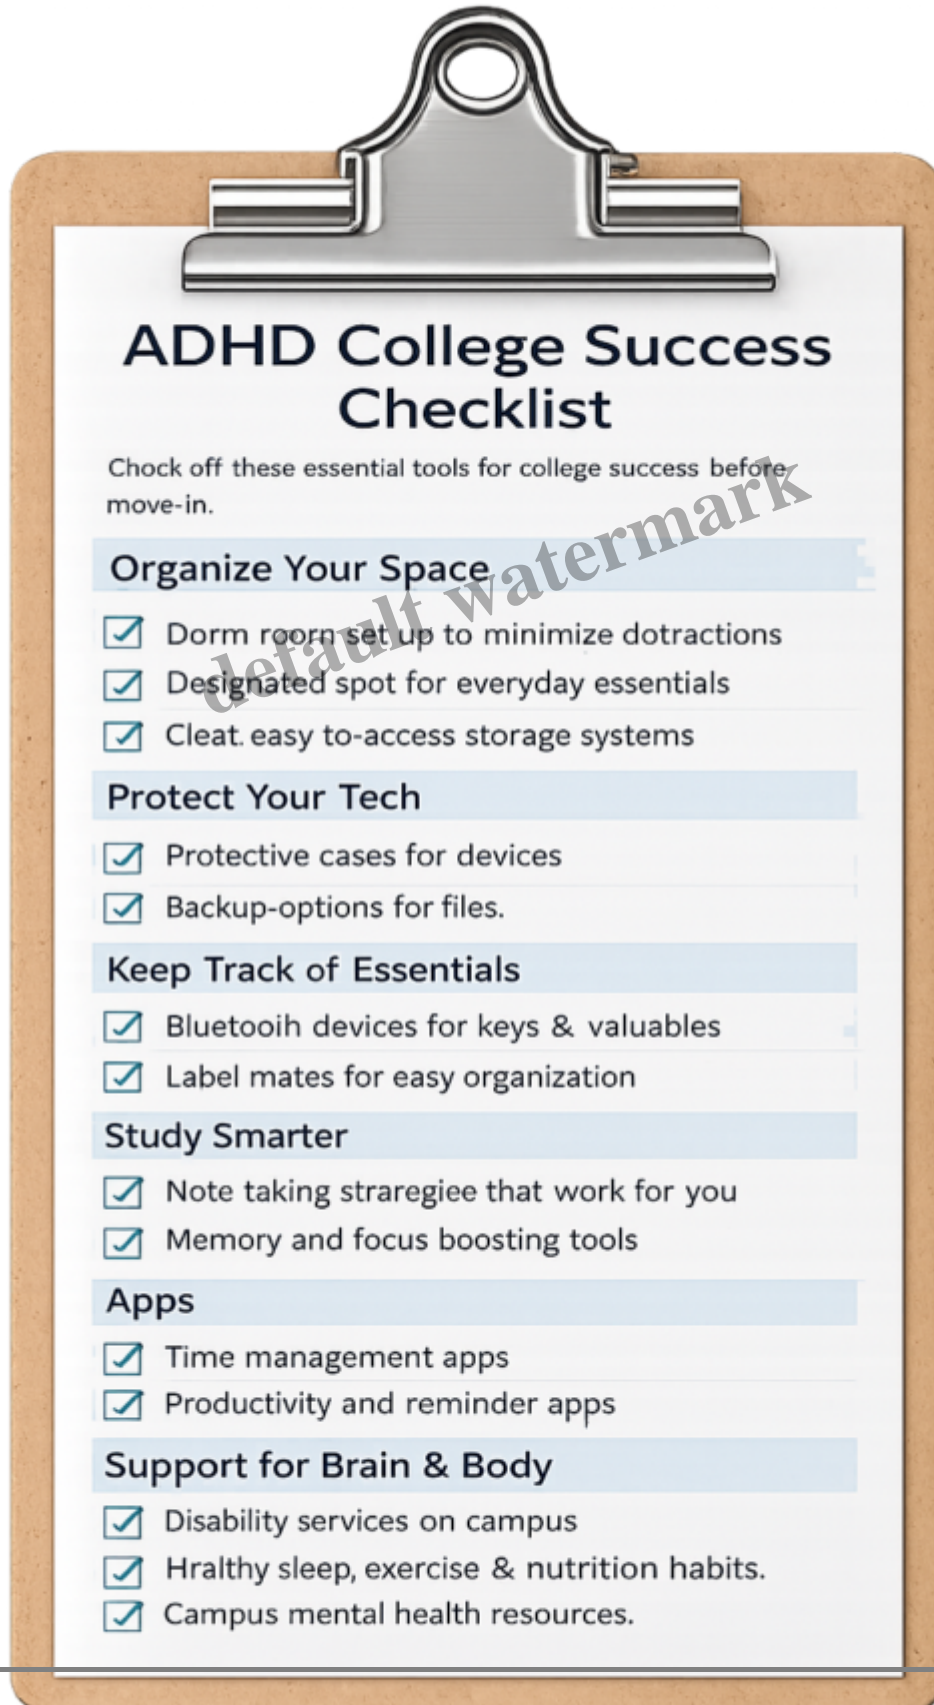 ADHD College Success
Checklist
Chock off these essential tools for college success before
move-in.
default watermark
Organize Your Space
Dorm room set up to minimize dotractions
Designated spot for everyday essentials
Cleat. easy to-access storage systems
Protect Your Tech
Protective cases for devices
Backup-options for files.
Keep Track of Essentials
Bluetooih devices for keys & valuables
Label mates for easy organization
Study Smarter
Note taking straregiee that work for you
Memory and focus boosting tools
Apps
Time management apps
Productivity and reminder apps
Support for Brain & Body
Disability services on campus
Hralthy sleep, exercise & nutrition habits.
Campus mental health resources.